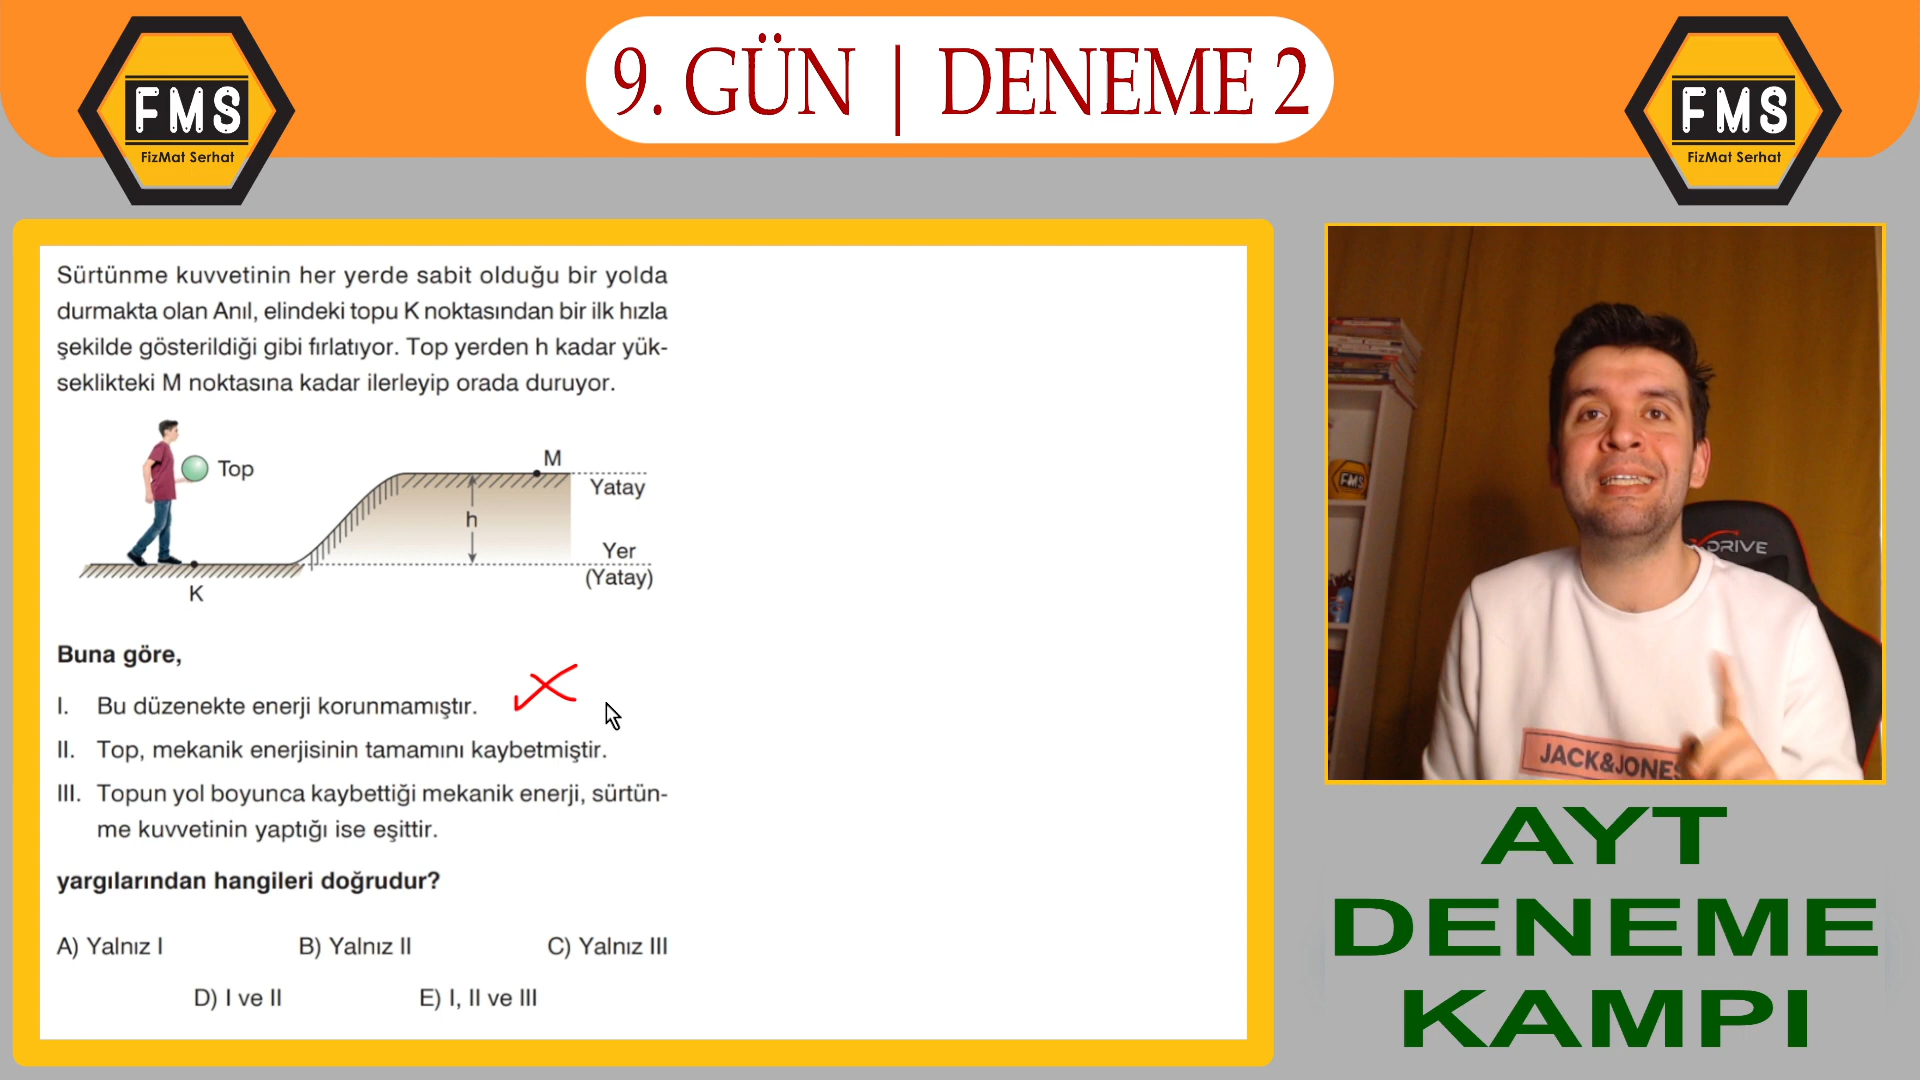 9. GÜN | DENEME 2
FMS
FizMat Serhat
FMS
FizMat Serhat
Sürtünme kuvvetinin her yerde sabit olduğu bir yolda
durmakta olan Anıl, elindeki topu K noktasından bir ilk hızla
şekilde gösterildiği gibi fırlatıyor. Top yerden h kadar yük-
seklikteki M noktasına kadar ilerleyip orada duruyor.
Top
M
Yatay
h
Yer
(Yatay)
K
Buna göre,
I. Bu düzenekte enerji korunmamıştır.
II. Top, mekanik enerjisinin tamamını kaybetmiştir.
III. Topun yol boyunca kaybettiği mekanik enerji, sürtün-
me kuvvetinin yaptığı ise eşittir.
yargılarından hangileri doğrudur?
A) Yalnız I B) Yalnız II C) Yalnız III
D) I ve II E) I, II ve III
FMS
DRIVE
JACK&JONES
AYT
DENEME
KAMPI